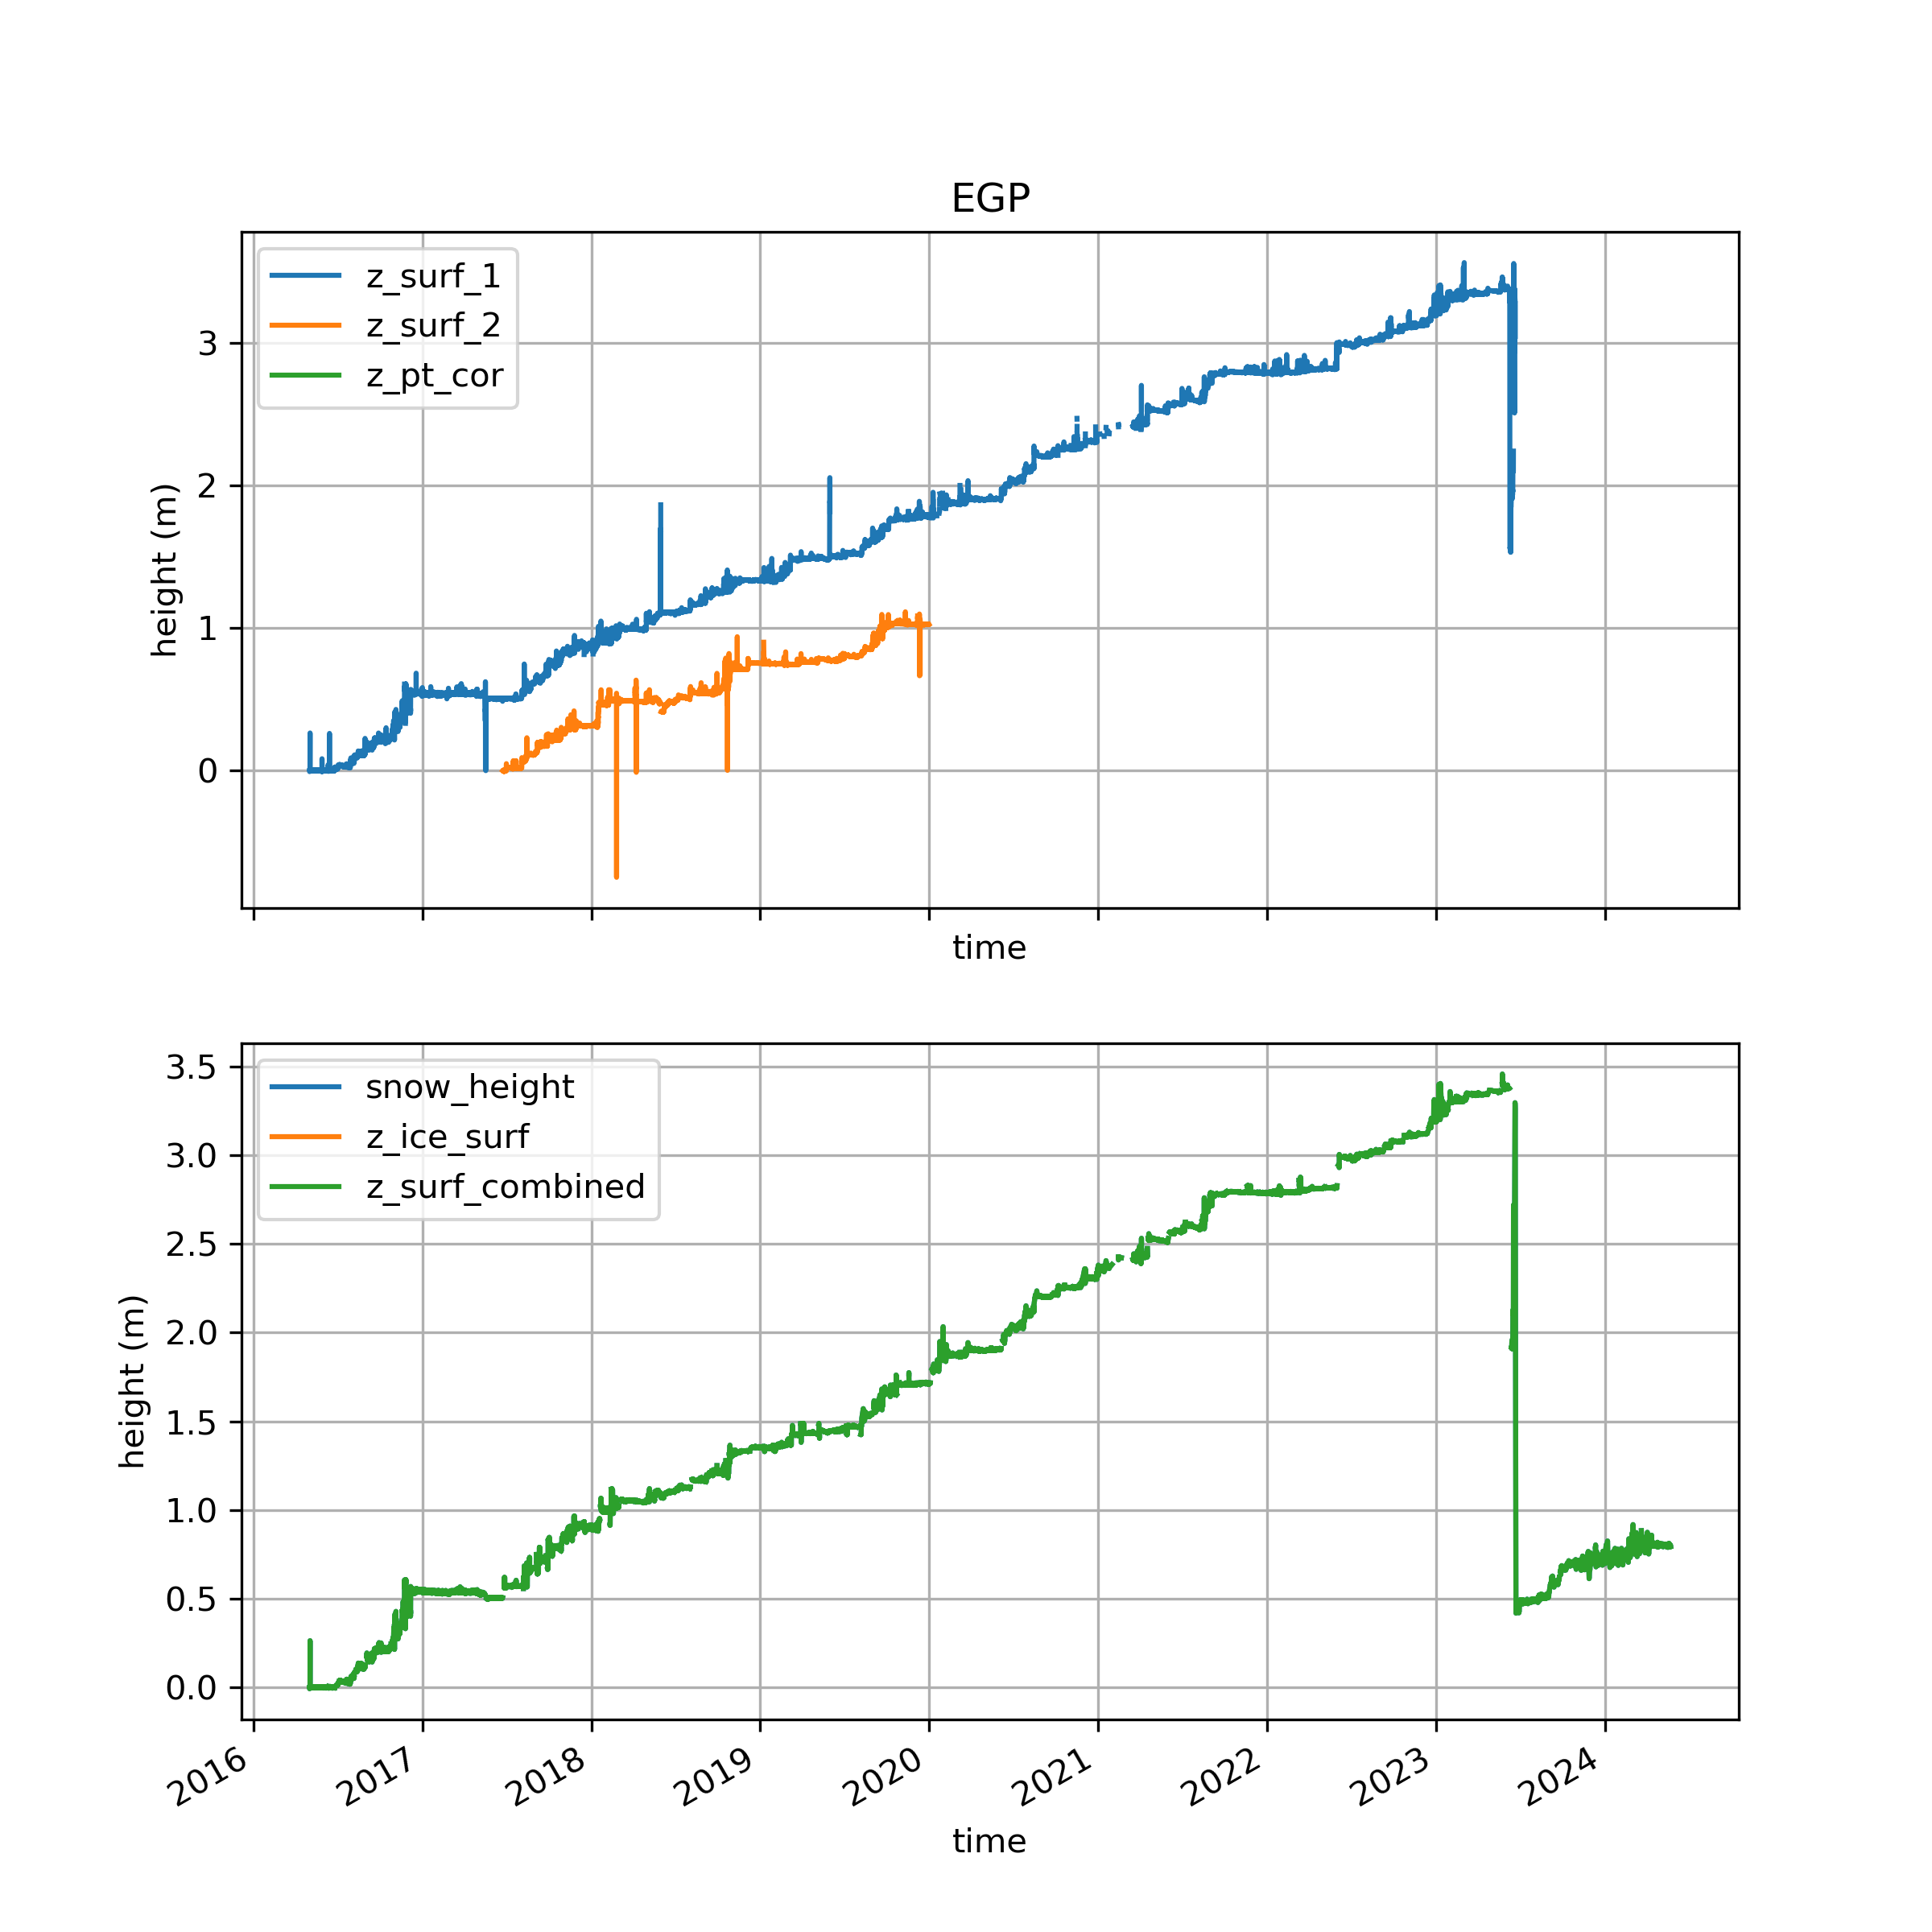 EGP
z_surf_1
z_surf_2
z_pt_cor
3
2
1
0
height (m)
time
snow_height
z_ice_surf
z_surf_combined
3.5
3.0
2.5
2.0
1.5
1.0
0.5
0.0
height (m)
2016 2017 2018 2019 2020 2021 2022 2023 2024
time